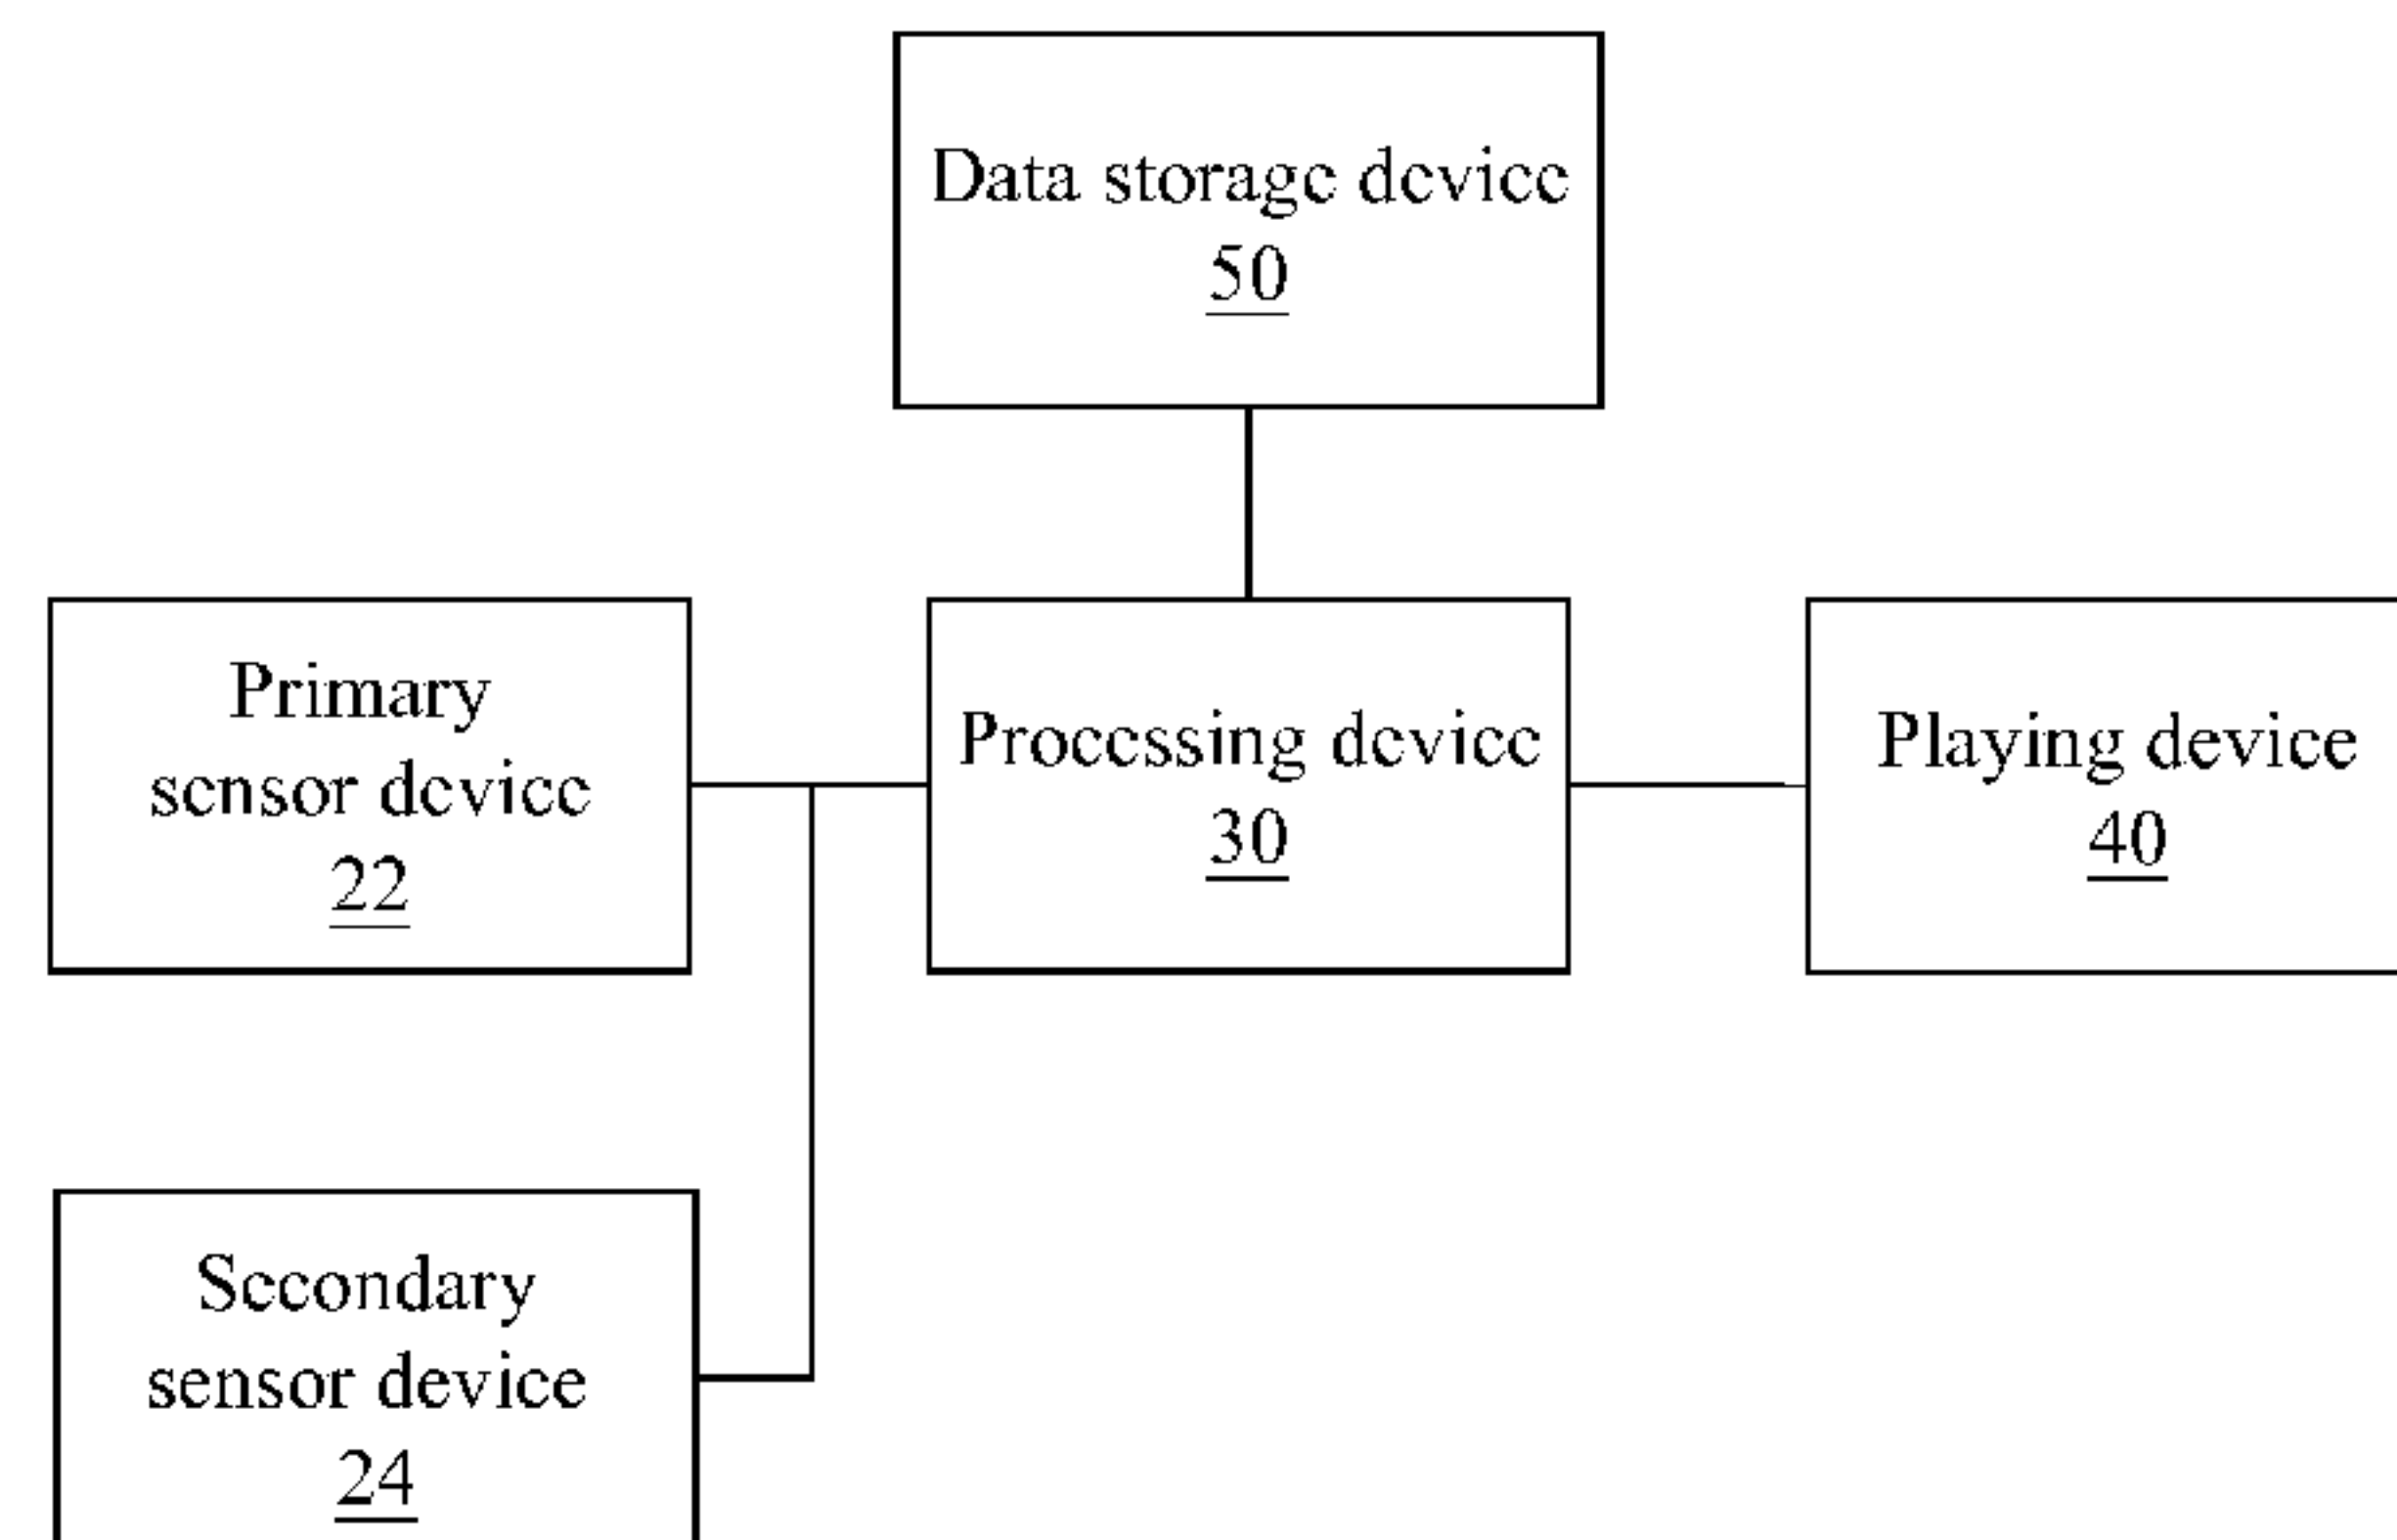 Data storage device
50
Primary
sensor device
22
Processing device
30
Playing device
40
Secondary
sensor device
24